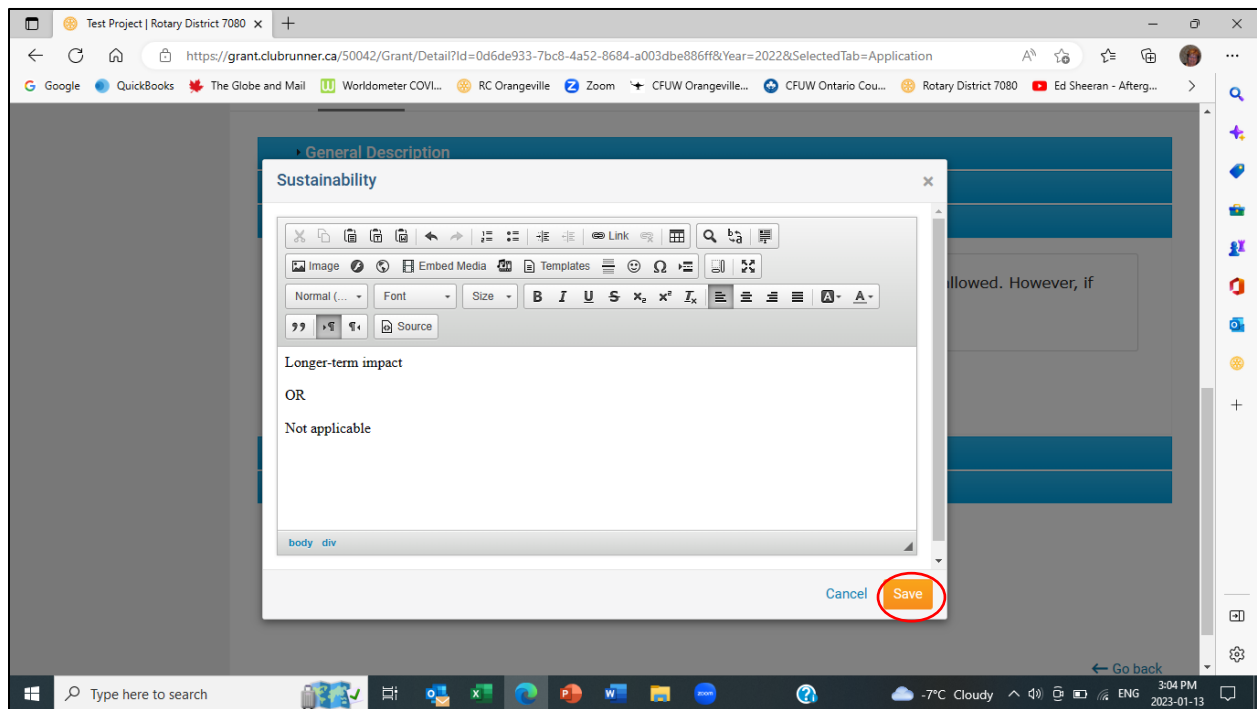 Test Project | Rotary District 7080
https://grant.clubrunner.ca/50042/Grant/Detail?Id=0d6de933-7bc8-4a52-8684-a003dbe886ff&Year=2022&SelectedTab=Application
Google QuickBooks The Globe and Mail Worldometer COVI... RC Orangeville Zoom CFUW Orangeville... CFUW Ontario Cou... Rotary District 7080 Ed Sheeran - Afterg...
General Description
Sustainability
Link
Image Embed Media Templates
Normal (... Font Size B I U S x₂ x² Ix A A
Source
llowed. However, if
Longer-term impact
OR
Not applicable
body div
Cancel Save
← Go back
Type here to search
-7°C Cloudy ENG 3:04 PM
2023-01-13